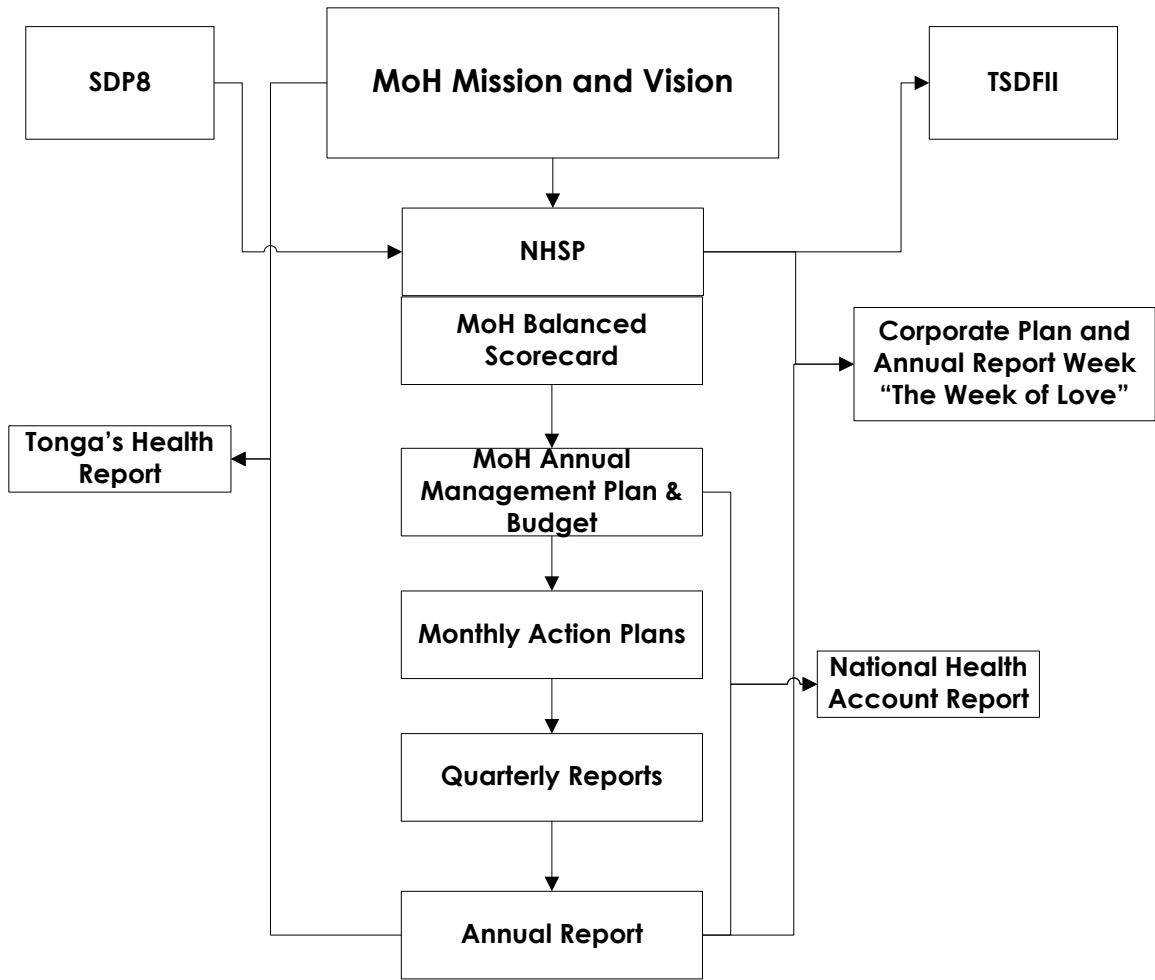 SDP8
MoH Mission and Vision
TSDFII
NHSP
MoH Balanced
Scorecard
Corporate Plan and
Annual Report Week
“The Week of Love”
Tonga’s Health
Report
MoH Annual
Management Plan &
Budget
Monthly Action Plans
National Health
Account Report
Quarterly Reports
Annual Report